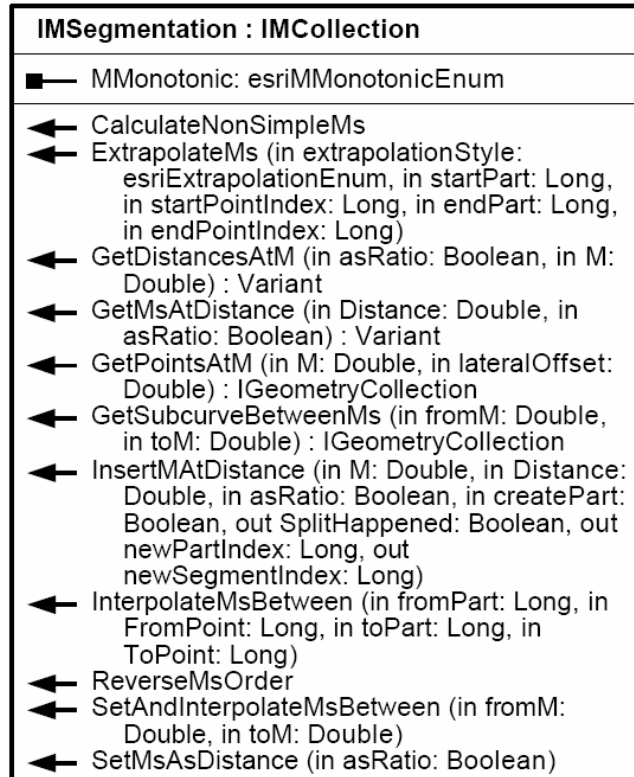 IMSegmentation : IMCollection
MMonotonic: esriMMonotonicEnum
CalculateNonSimpleMs
ExtrapolateMs (in extrapolationStyle:
esriExtrapolationEnum, in startPart: Long,
in startPointIndex: Long, in endPart: Long,
in endPointIndex: Long)
GetDistancesAtM (in asRatio: Boolean, in M:
Double) : Variant
GetMsAtDistance (in Distance: Double, in
asRatio: Boolean) : Variant
GetPointsAtM (in M: Double, in lateralOffset:
Double) : IGeometryCollection
GetSubcurveBetweenMs (in fromM: Double,
in toM: Double) : IGeometryCollection
InsertMAtDistance (in M: Double, in Distance:
Double, in asRatio: Boolean, in createPart:
Boolean, out SplitHappened: Boolean, out
newPartIndex: Long, out
newSegmentIndex: Long)
InterpolateMsBetween (in fromPart: Long, in
FromPoint: Long, in toPart: Long, in
ToPoint: Long)
ReverseMsOrder
SetAndInterpolateMsBetween (in fromM:
Double, in toM: Double)
SetMsAsDistance (in asRatio: Boolean)